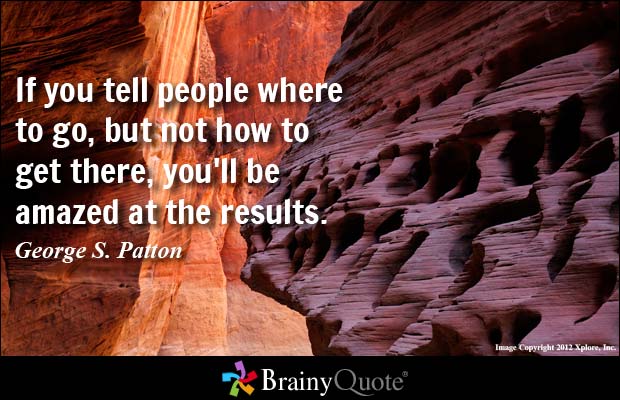 If you tell people where
to go, but not how to
get there, you'll be
amazed at the results.
George S. Patton
Image Copyright 2012 Xplore, Inc.
BrainyQuote®